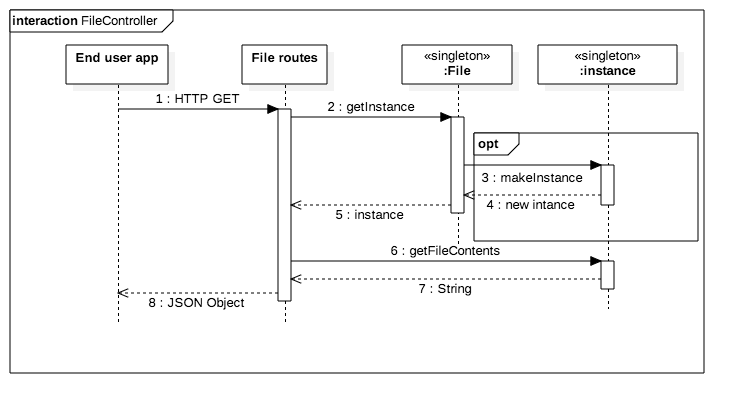 interaction FileController
End user app
File routes
«singleton»
:File
«singleton»
:instance
1 : HTTP GET
2 : getInstance
opt
3 : makeInstance
4 : new intance
5 : instance
6 : getFileContents
7 : String
8 : JSON Object